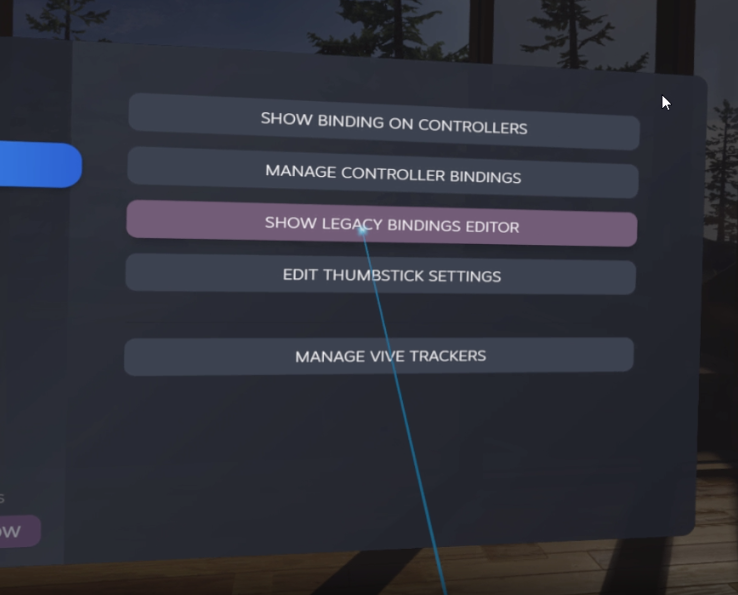 SHOW BINDING ON CONTROLLERS
MANAGE CONTROLLER BINDINGS
SHOW LEGACY BINDINGS EDITOR
EDIT THUMBSTICK SETTINGS
MANAGE VIVE TRACKERS